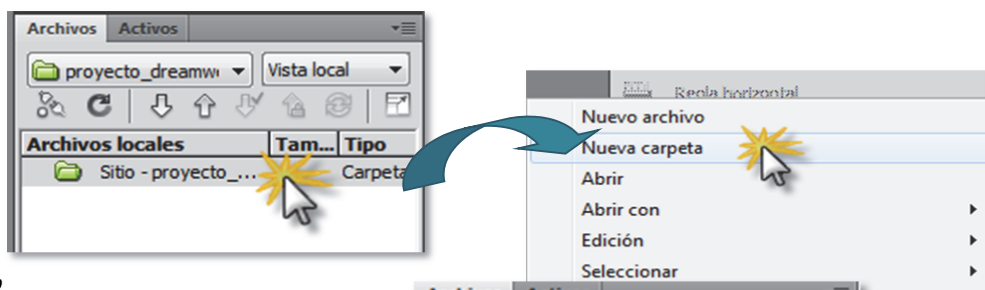 Archivos Activos
proyecto_dreamw Vista local
Archivos locales Tam... Tipo
Sitio - proyecto_... Carpeta
Regla horizontal
Nuevo archivo
Nueva carpeta
Abrir
Abrir con
Edición
Seleccionar